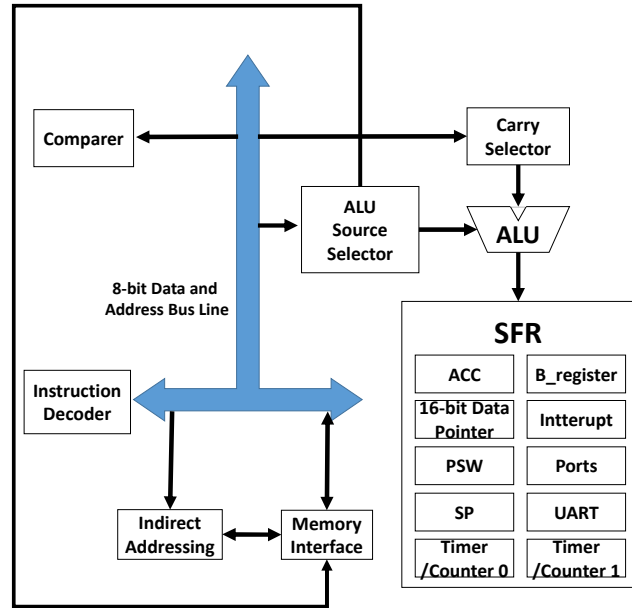 Comparer
Carry
Selector
ALU
Source
Selector
ALU
8-bit Data and
Address Bus Line
SFR
ACC
B_register
Instruction
Decoder
16-bit Data
Pointer
Intterupt
PSW
Ports
SP
UART
Indirect
Addressing
Memory
Interface
Timer
/Counter 0
Timer
/Counter 1